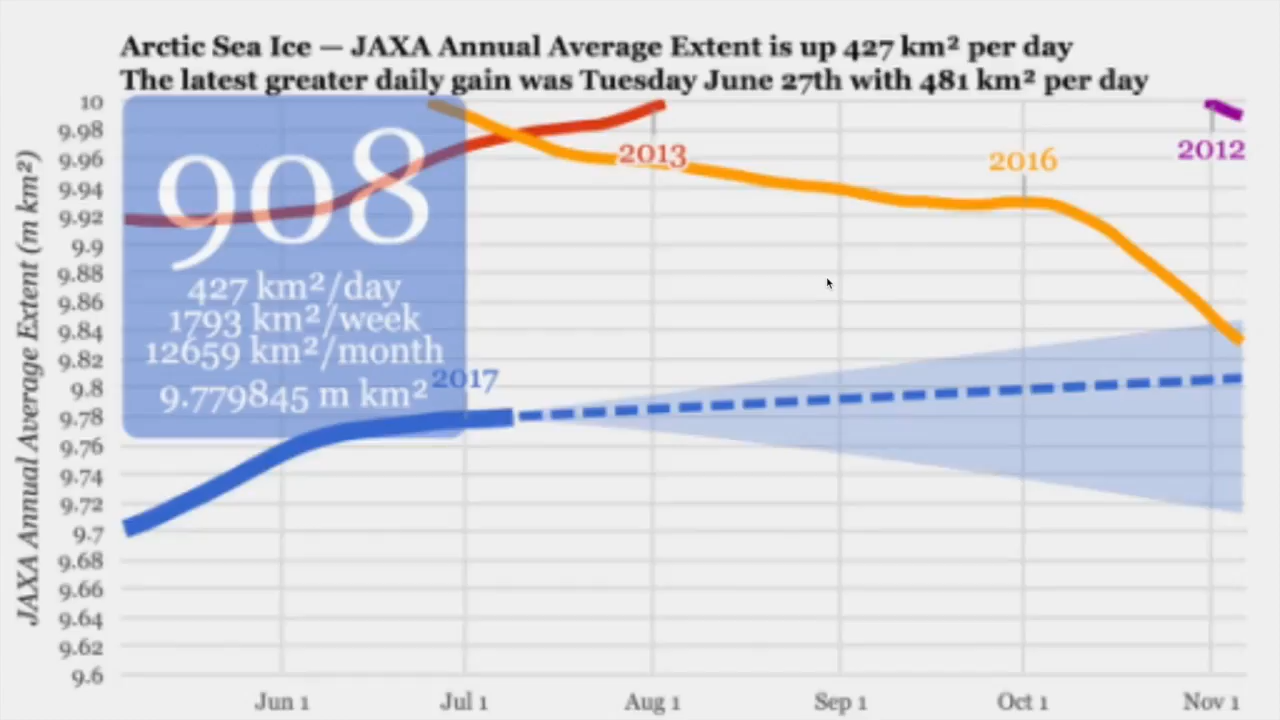 Arctic Sea Ice — JAXA Annual Average Extent is up 427 km² per day
The latest greater daily gain was Tuesday June 27th with 481 km² per day
JAXA Annual Average Extent (m km²)
10
9.98
9.96
9.94
9.92
9.9
9.88
9.86
9.84
9.82
9.8
9.78
9.76
9.74
9.72
9.7
9.68
9.66
9.64
9.62
9.6
908
427 km²/day
1793 km²/week
12659 km²/month
9.779845 m km²
2017
2013
2016
2012
Jun 1
Jul 1
Aug 1
Sep 1
Oct 1
Nov 1